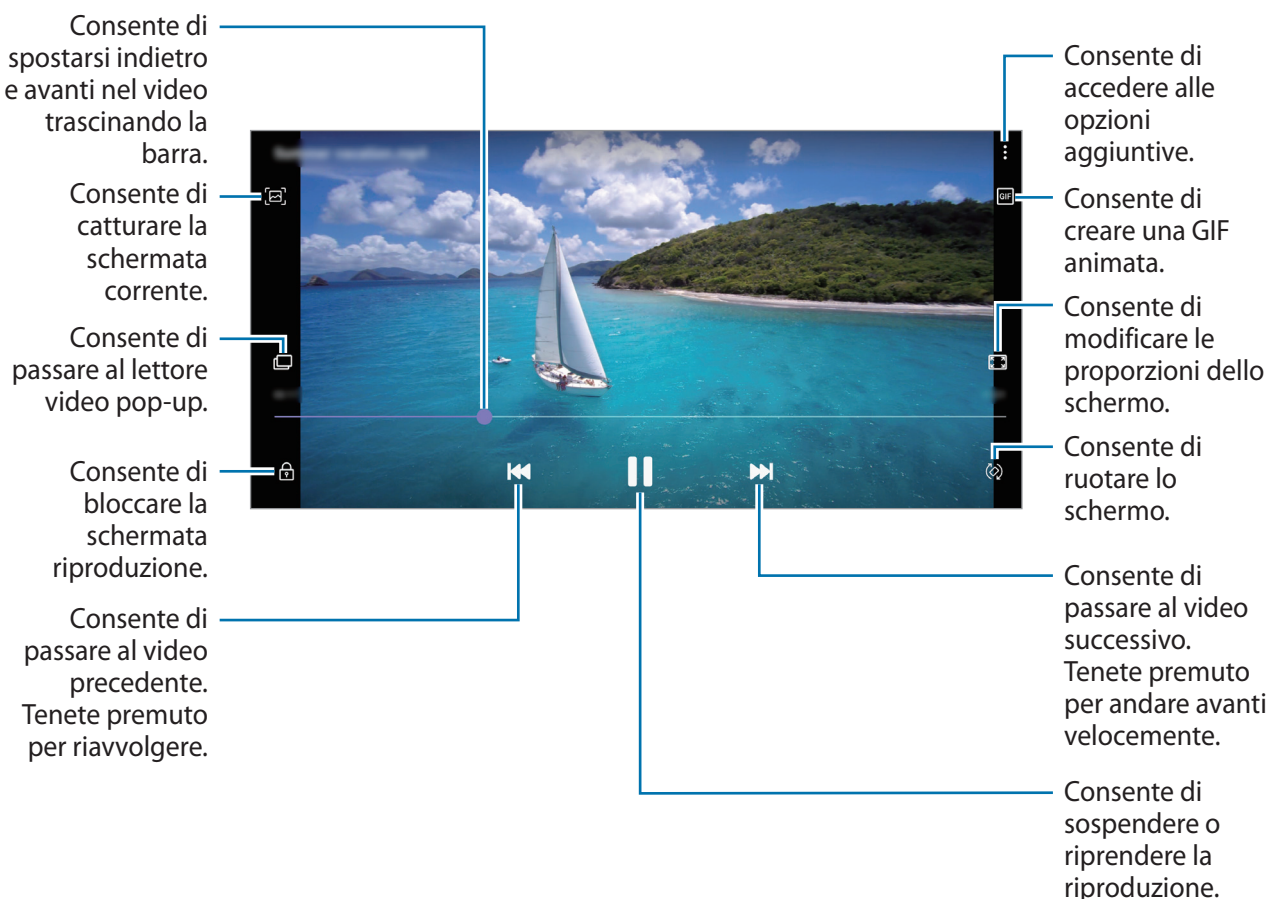 Consente di
spostarsi indietro
e avanti nel video
trascinando la
barra.
Consente di
catturare la
schermata
corrente.
Consente di
passare al lettore
video pop-up.
Consente di
bloccare la
schermata
riproduzione.
Consente di
passare al video
precedente.
Tenete premuto
per riavvolgere.
GIF
Consente di
accedere alle
opzioni
aggiuntive.
Consente di
creare una GIF
animata.
Consente di
modificare le
proporzioni dello
schermo.
Consente di
ruotare lo
schermo.
Consente di
passare al video
successivo.
Tenete premuto
per andare avanti
velocemente.
Consente di
sospendere o
riprendere la
riproduzione.